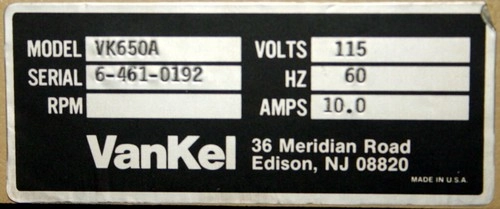 MODEL VK650A VOLTS 115
SERIAL 6-461-0192 HZ 60
RPM AMPS 10.0
VanKel 36 Meridian Road
Edison, NJ 08820
MADE IN U.S.A.